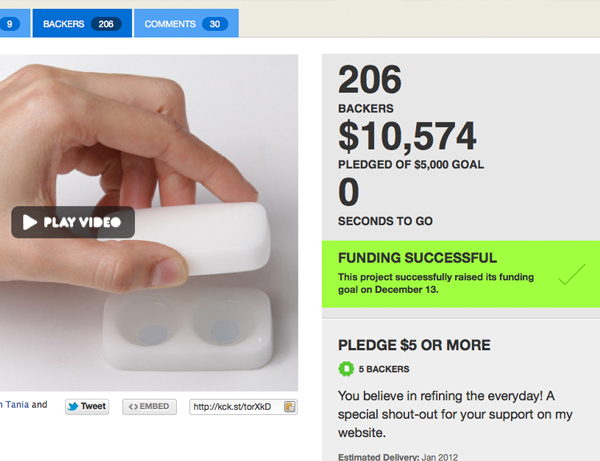 9
BACKERS 206
COMMENTS 30
PLAY VIDEO
Tania and
Tweet
<> EMBED
http://kck.st/torXkD
206
BACKERS
$10,574
PLEDGED OF $5,000 GOAL
0
SECONDS TO GO
FUNDING SUCCESSFUL
This project successfully raised its funding
goal on December 13.
PLEDGE $5 OR MORE
5 BACKERS
You believe in refining the everyday! A
special shout-out for your support on my
website.
Estimated Delivery: Jan 2012